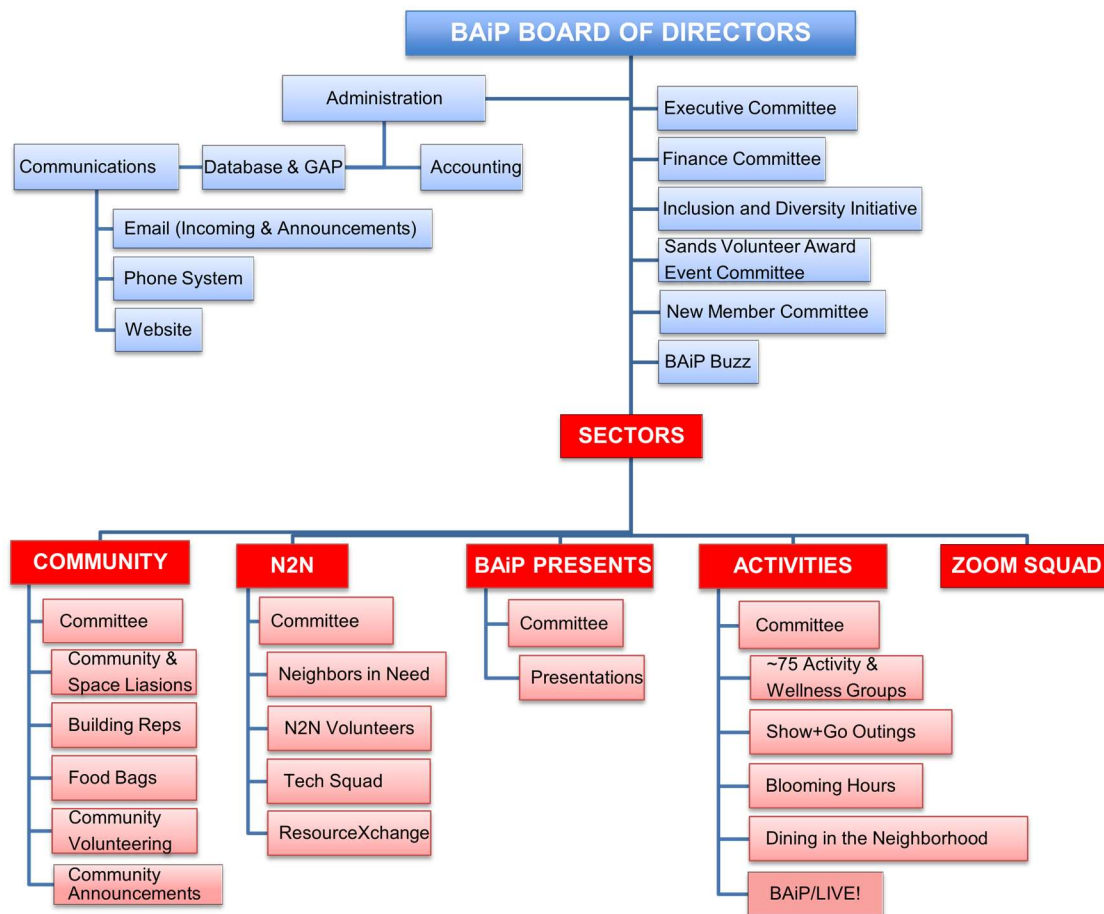 BAiP BOARD OF DIRECTORS
Administration
Executive Committee
Communications
Database & GAP
Accounting
Finance Committee
Email (Incoming & Announcements)
Inclusion and Diversity Initiative
Phone System
Sands Volunteer Award
Event Committee
Website
New Member Committee
BAiP Buzz
SECTORS
COMMUNITY
Committee
Community &
Space Liasions
Building Reps
Food Bags
Community
Volunteering
Community
Announcements
N2N
Committee
Neighbors in Need
N2N Volunteers
Tech Squad
ResourceXchange
BAiP PRESENTS
Committee
Presentations
ACTIVITIES
Committee
~75 Activity &
Wellness Groups
Show+Go Outings
Blooming Hours
Dining in the Neighborhood
BAiP/LIVE!
ZOOM SQUAD